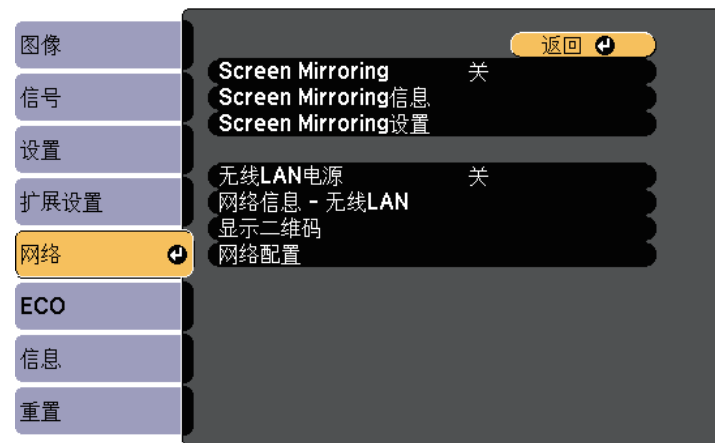 图像
信号
设置
扩展设置
网络
ECO
信息
重置
返回
Screen Mirroring 关
Screen Mirroring信息
Screen Mirroring设置
无线LAN电源 关
网络信息 - 无线LAN
显示二维码
网络配置